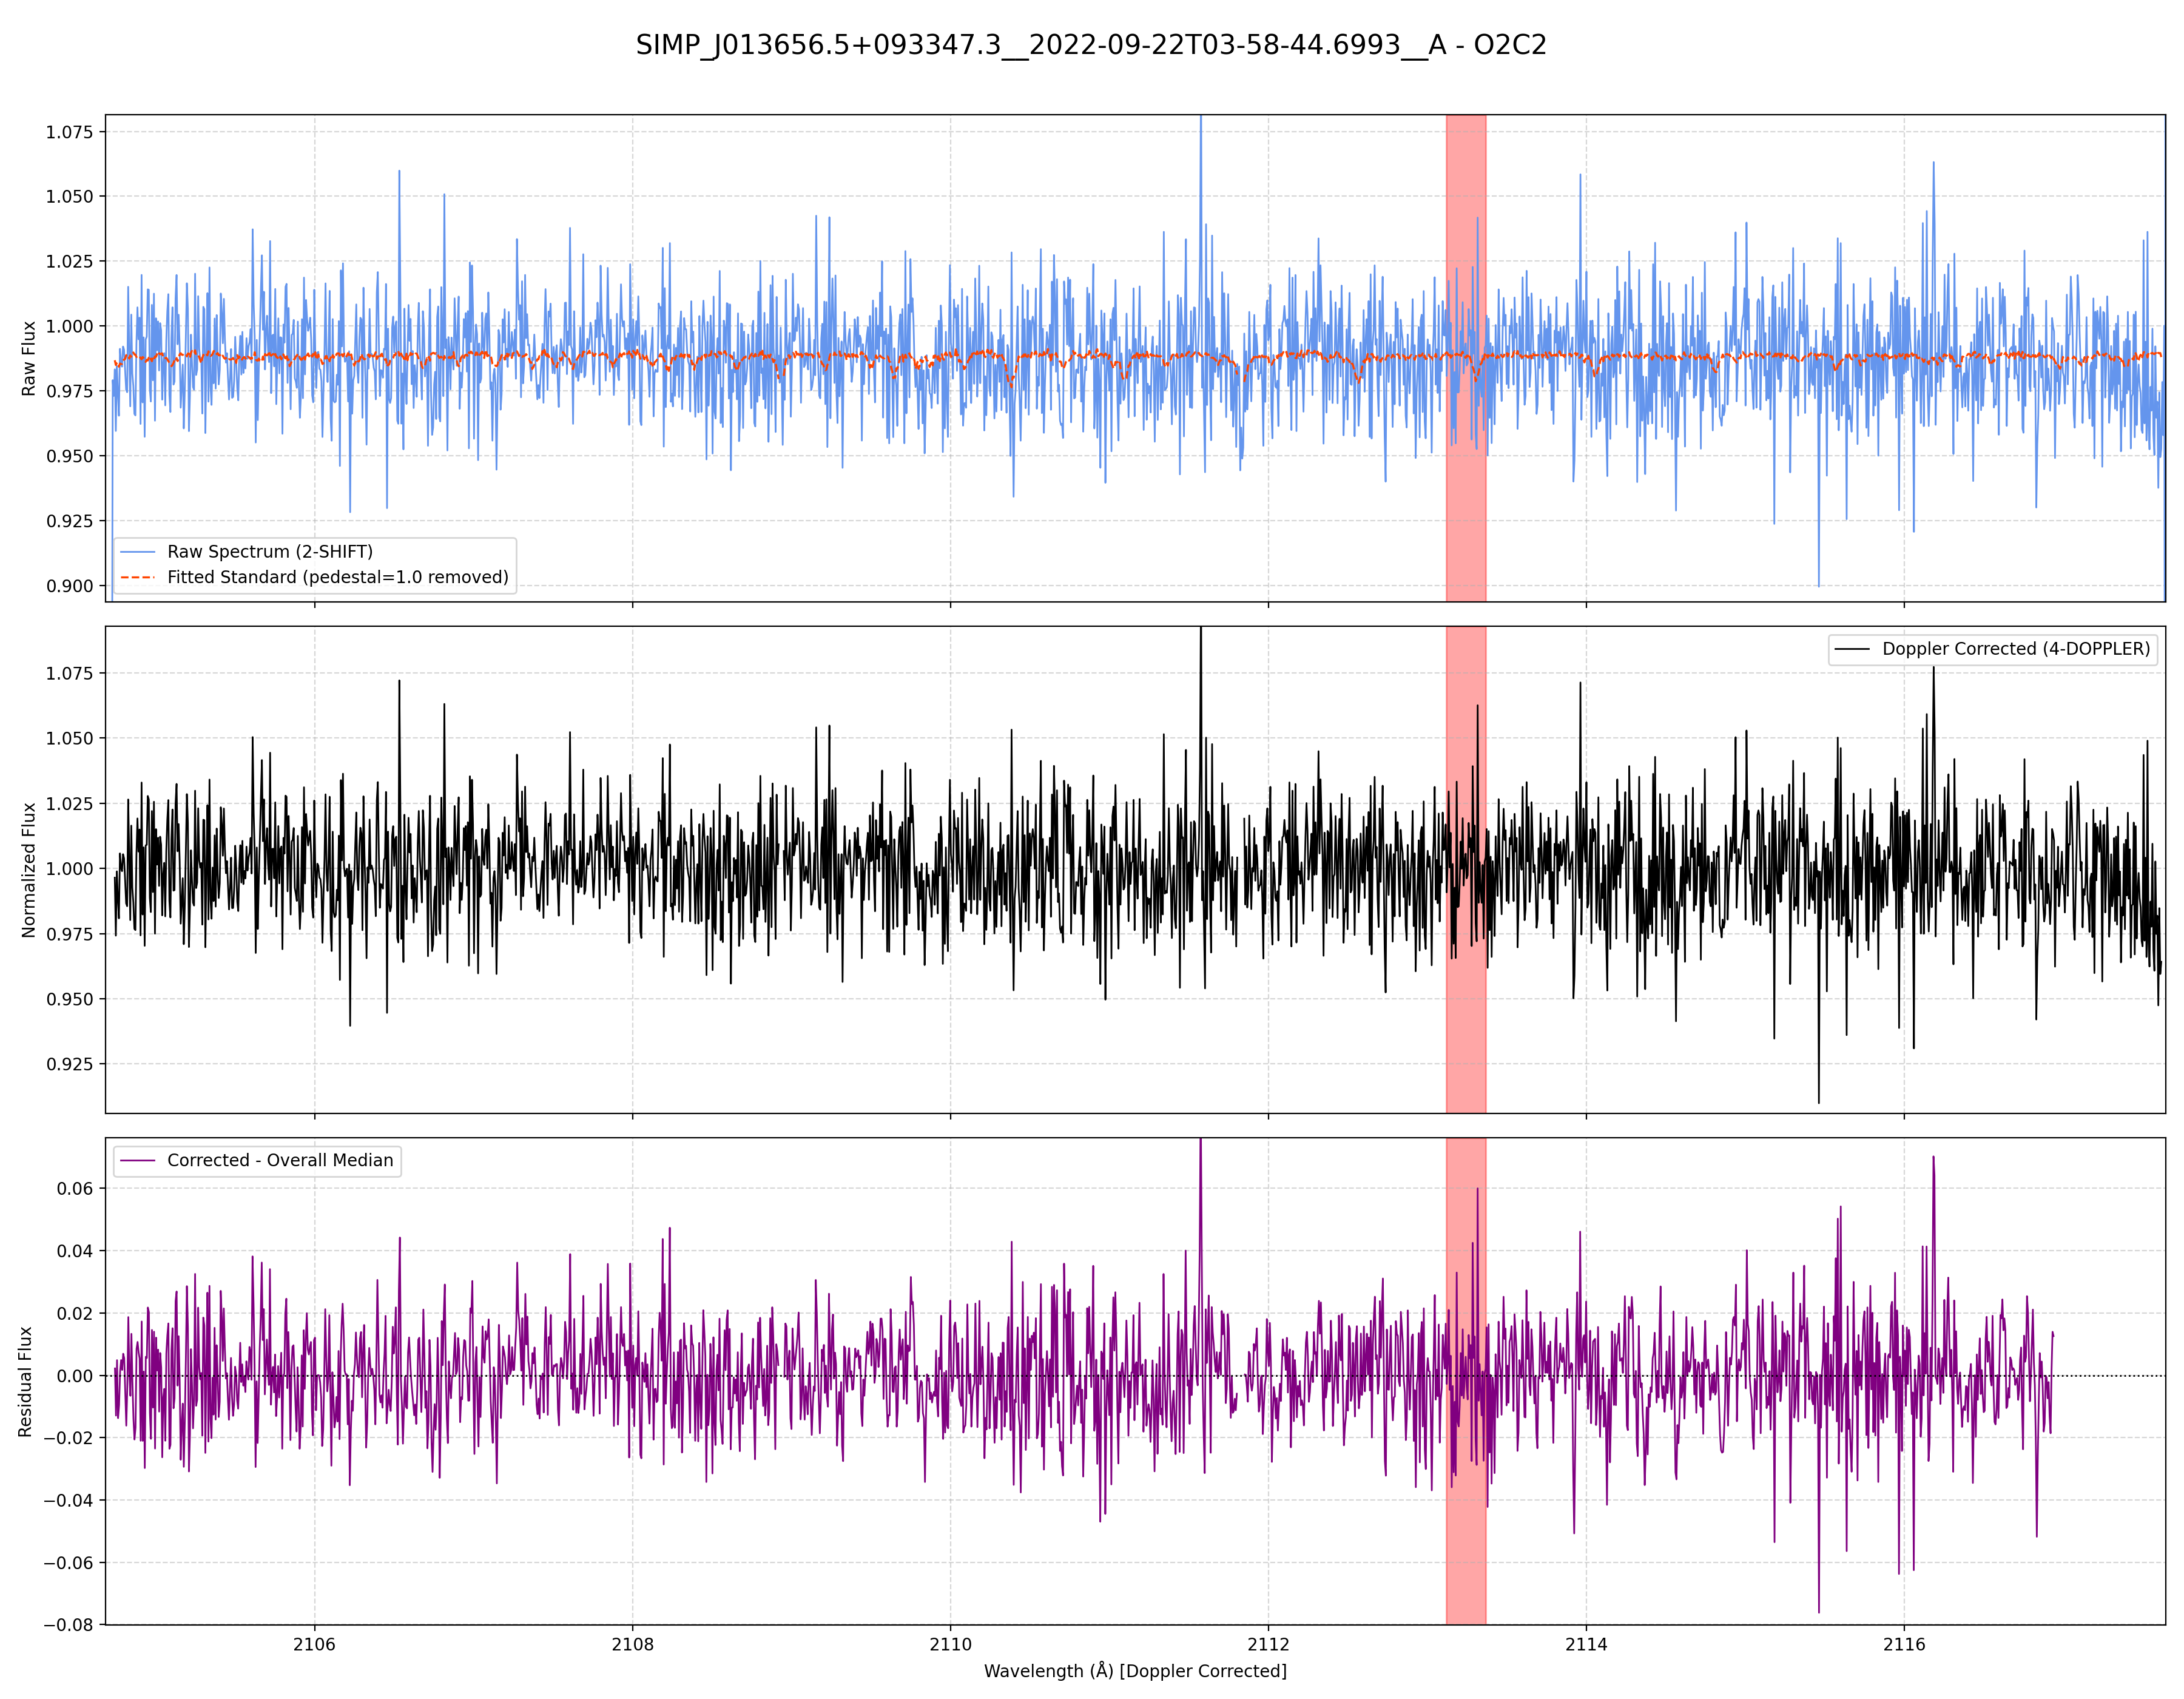 SIMP_J013656.5+093347.3__2022-09-22T03-58-44.6993__A - O2C2
1.075
1.050
1.025
1.000
0.975
0.950
0.925
0.900
Raw Flux
Raw Spectrum (2-SHIFT)
Fitted Standard (pedestal=1.0 removed)
1.075
1.050
1.025
1.000
0.975
0.950
0.925
Normalized Flux
Doppler Corrected (4-DOPPLER)
0.06
0.04
0.02
0.00
−0.02
−0.04
−0.06
−0.08
Residual Flux
Corrected - Overall Median
2106 2108 2110 2112 2114 2116
Wavelength (Å) [Doppler Corrected]